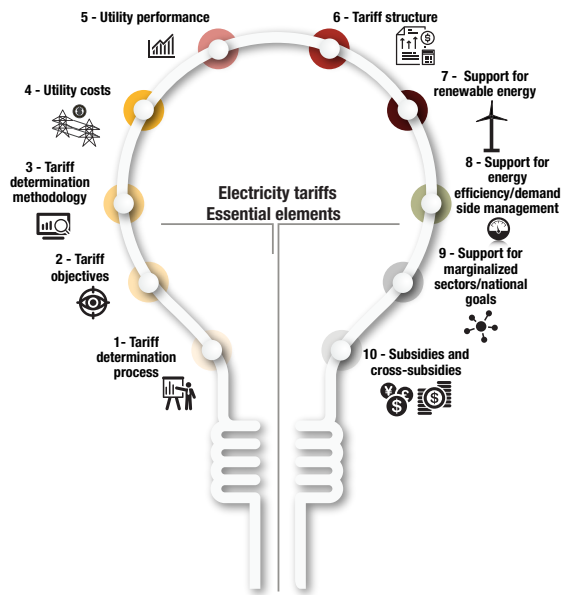 5 - Utility performance
6 - Tariff structure
4 - Utility costs
7 - Support for
renewable energy
3 - Tariff
determination
methodology
8 - Support for
energy
efficiency/demand
side management
Electricity tariffs
Essential elements
2 - Tariff
objectives
9 - Support for
marginalized
sectors/national
goals
1- Tariff
determination
process
10 - Subsidies and
cross-subsidies